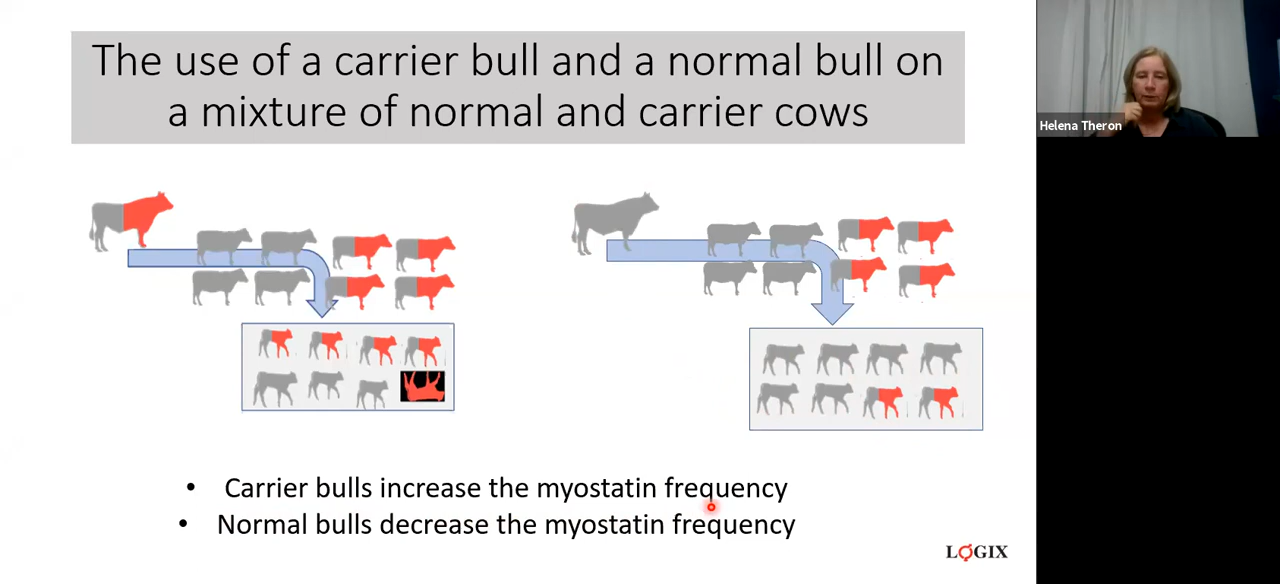 The use of a carrier bull and a normal bull on
a mixture of normal and carrier cows
Helena Theron
• Carrier bulls increase the myostatin frequency
• Normal bulls decrease the myostatin frequency
LOGIX